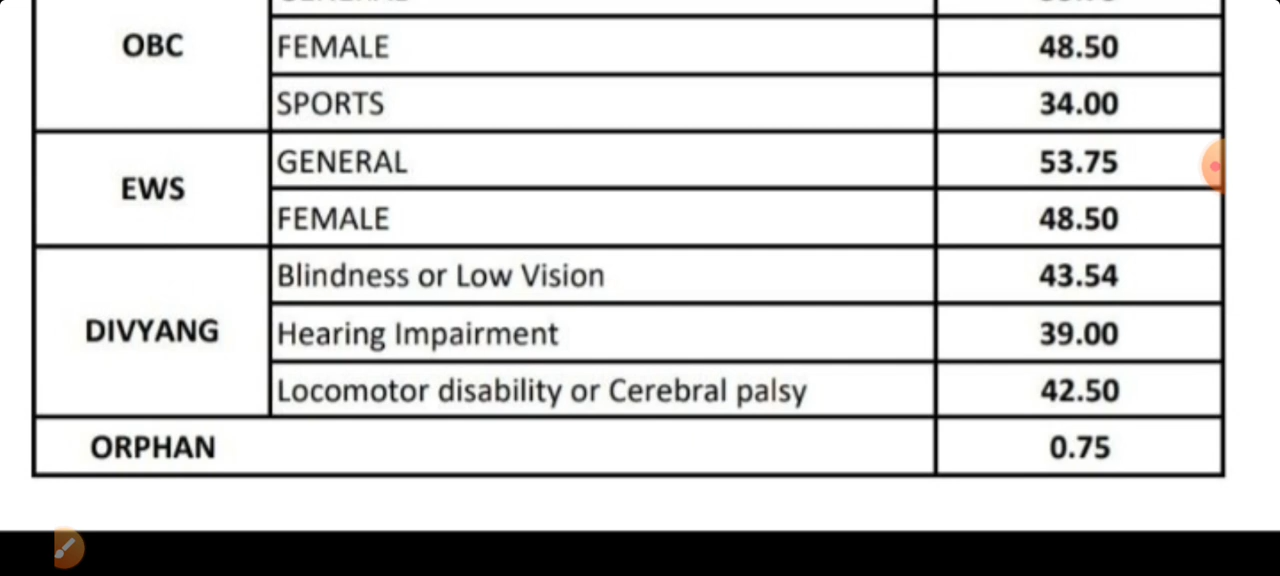 OBC
FEMALE 48.50
SPORTS 34.00
EWS
GENERAL 53.75
FEMALE 48.50
DIVYANG
Blindness or Low Vision 43.54
Hearing Impairment 39.00
Locomotor disability or Cerebral palsy 42.50
ORPHAN 0.75